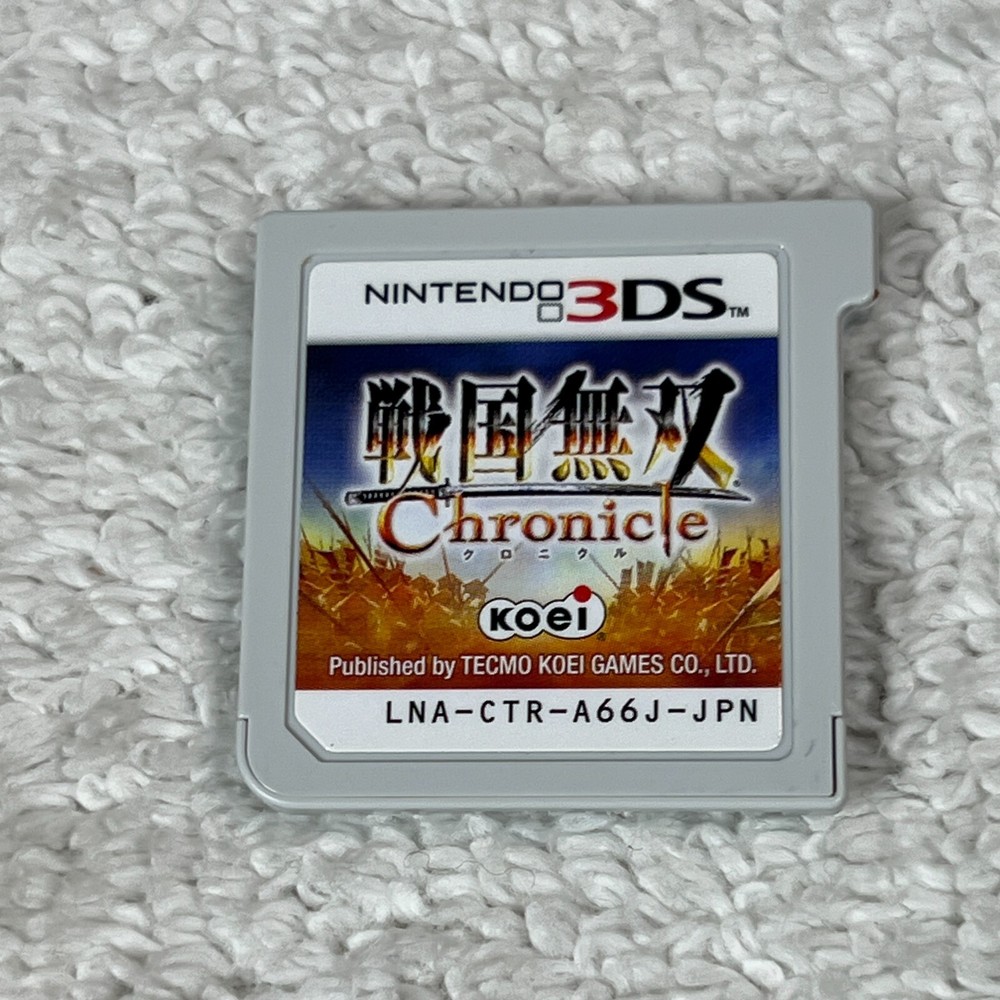 NINTENDO 3DS™
戦国無双
Chronicle
クロニクル
KOEI®
Published by TECMO KOEI GAMES CO., LTD.
LNA-CTR-A66J-JPN